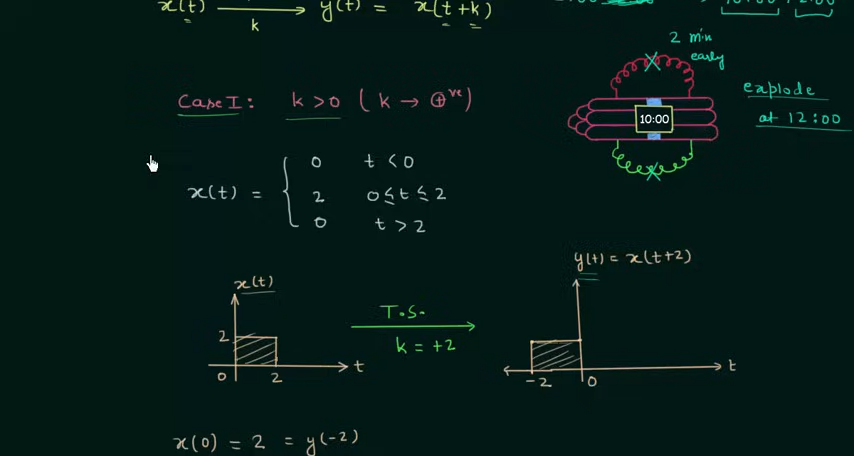 x(t) → y(t) = x(t+k)
k
2 min
early
explode
at 12:00
10:00
Case I: k > 0 (k → ⊕ve)
x(t) = { 0 t < 0
2 0 ≤ t ≤ 2
0 t > 2
x(t)
2
0 2 t
T.S.
k = +2
y(t) = x(t+2)
-2 0 t
x(0) = 2 = y(-2)